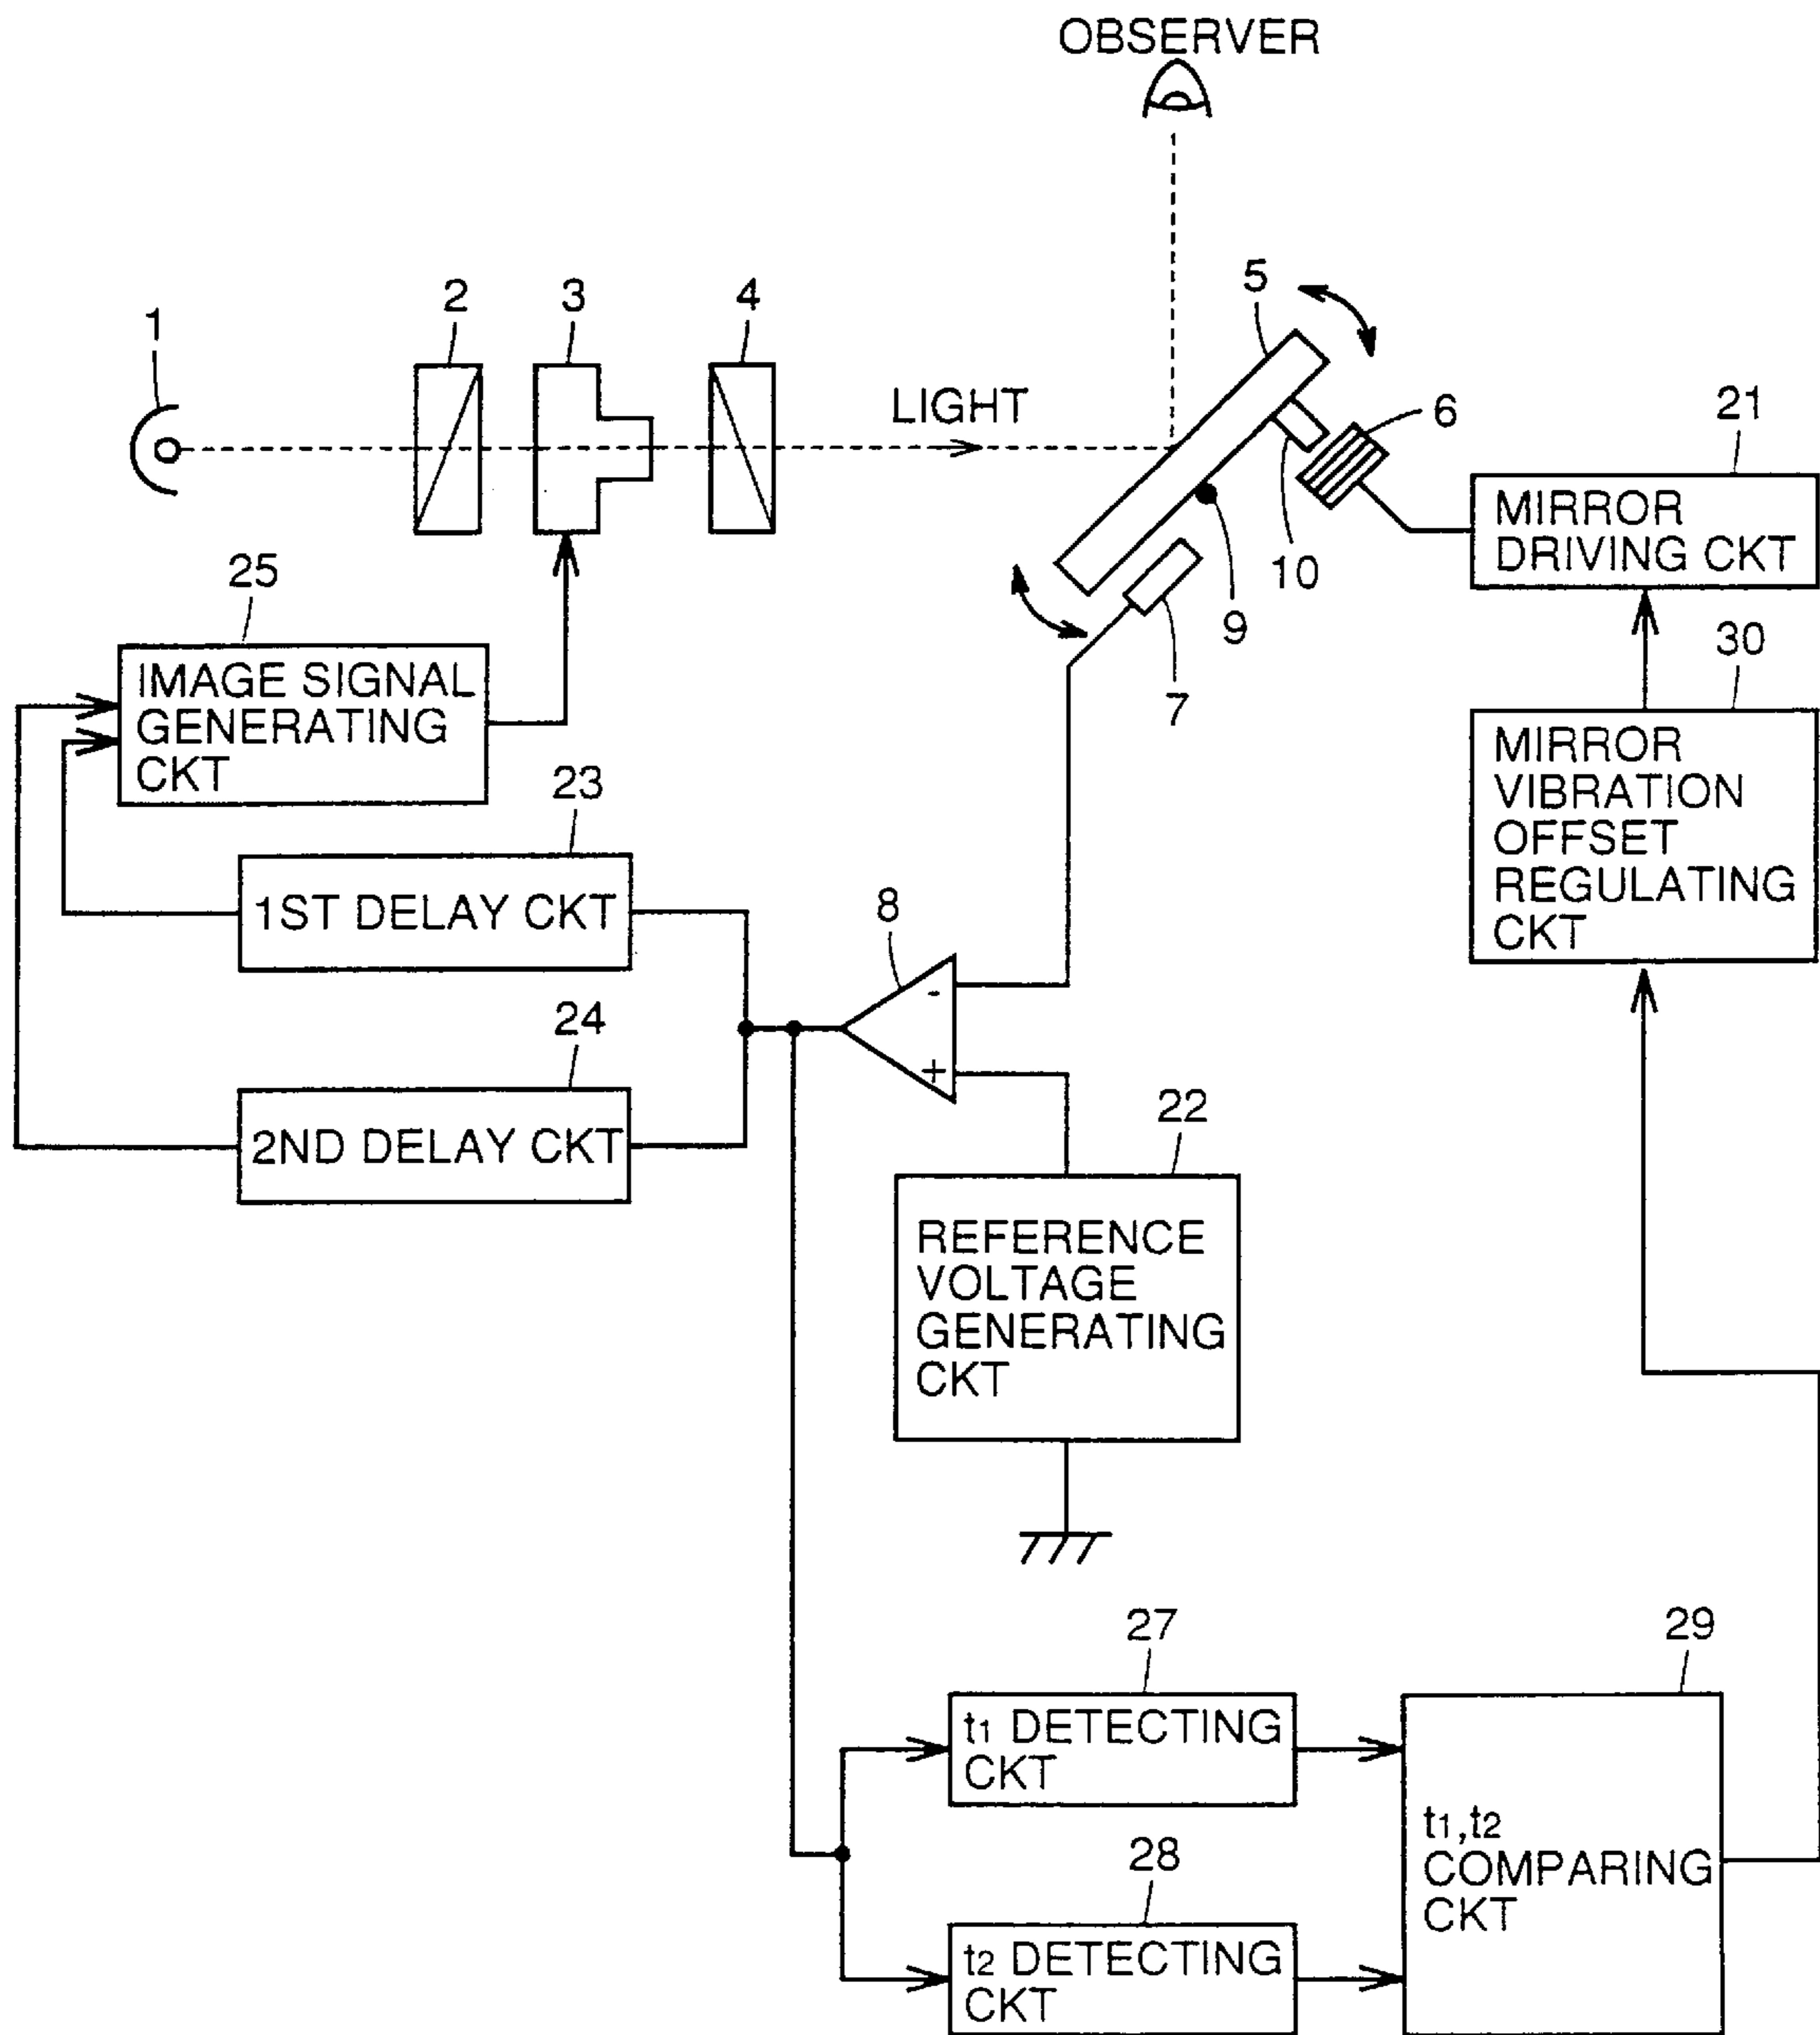 OBSERVER
1
2
3
4
5
6
LIGHT
21
MIRROR
DRIVING CKT
10
9
7
25
IMAGE SIGNAL
GENERATING
CKT
30
MIRROR
VIBRATION
OFFSET
REGULATING
CKT
23
1ST DELAY CKT
8
-
+
24
2ND DELAY CKT
22
REFERENCE
VOLTAGE
GENERATING
CKT
27
t1 DETECTING
CKT
29
t1,t2
COMPARING
CKT
28
t2 DETECTING
CKT